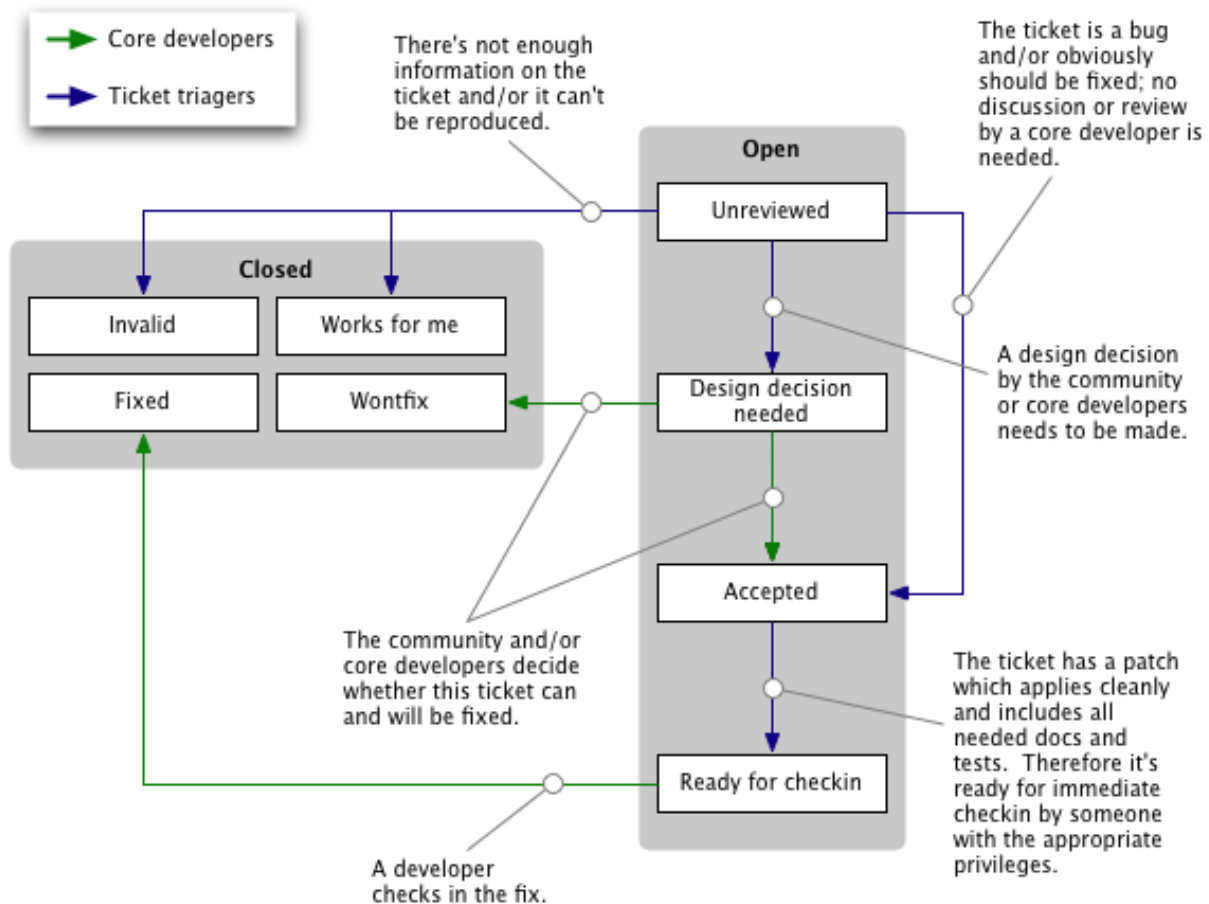 Core developers
Ticket triagers
There's not enough
information on the
ticket and/or it can't
be reproduced.
The ticket is a bug
and/or obviously
should be fixed; no
discussion or review
by a core developer is
needed.
Open
Unreviewed
Closed
Invalid
Works for me
Fixed
Wontfix
Design decision
needed
A design decision
by the community
or core developers
needs to be made.
Accepted
The community and/or
core developers decide
whether this ticket can
and will be fixed.
The ticket has a patch
which applies cleanly
and includes all
needed docs and
tests.  Therefore it's
ready for immediate
checkin by someone
with the appropriate
privileges.
Ready for checkin
A developer
checks in the fix.